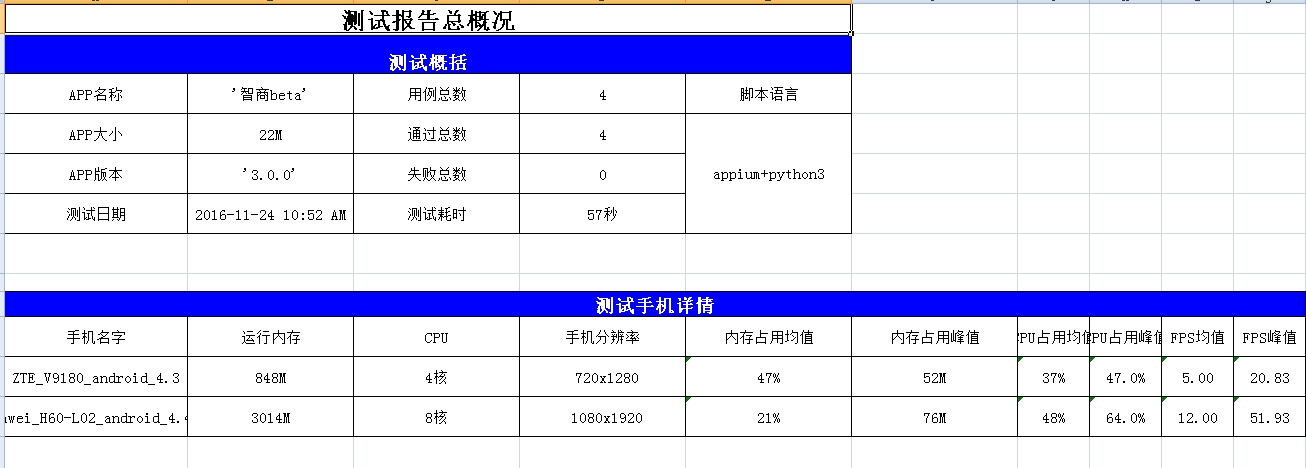 测试报告总概况
测试概括
APP名称 '智商beta' 用例总数 4 脚本语言
APP大小 22M 通过总数 4
APP版本 '3.0.0' 失败总数 0 appium+python3
测试日期 2016-11-24 10:52 AM 测试耗时 57秒
测试手机详情
手机名字 运行内存 CPU 手机分辨率 内存占用均值 内存占用峰值 PU占用均值 PU占用峰值 FPS均值 FPS峰值
ZTE_V9180_android_4.3 848M 4核 720x1280 47% 52M 37% 47.0% 5.00 20.83
wei_H60-L02_android_4. 3014M 8核 1080x1920 21% 76M 48% 64.0% 12.00 51.93